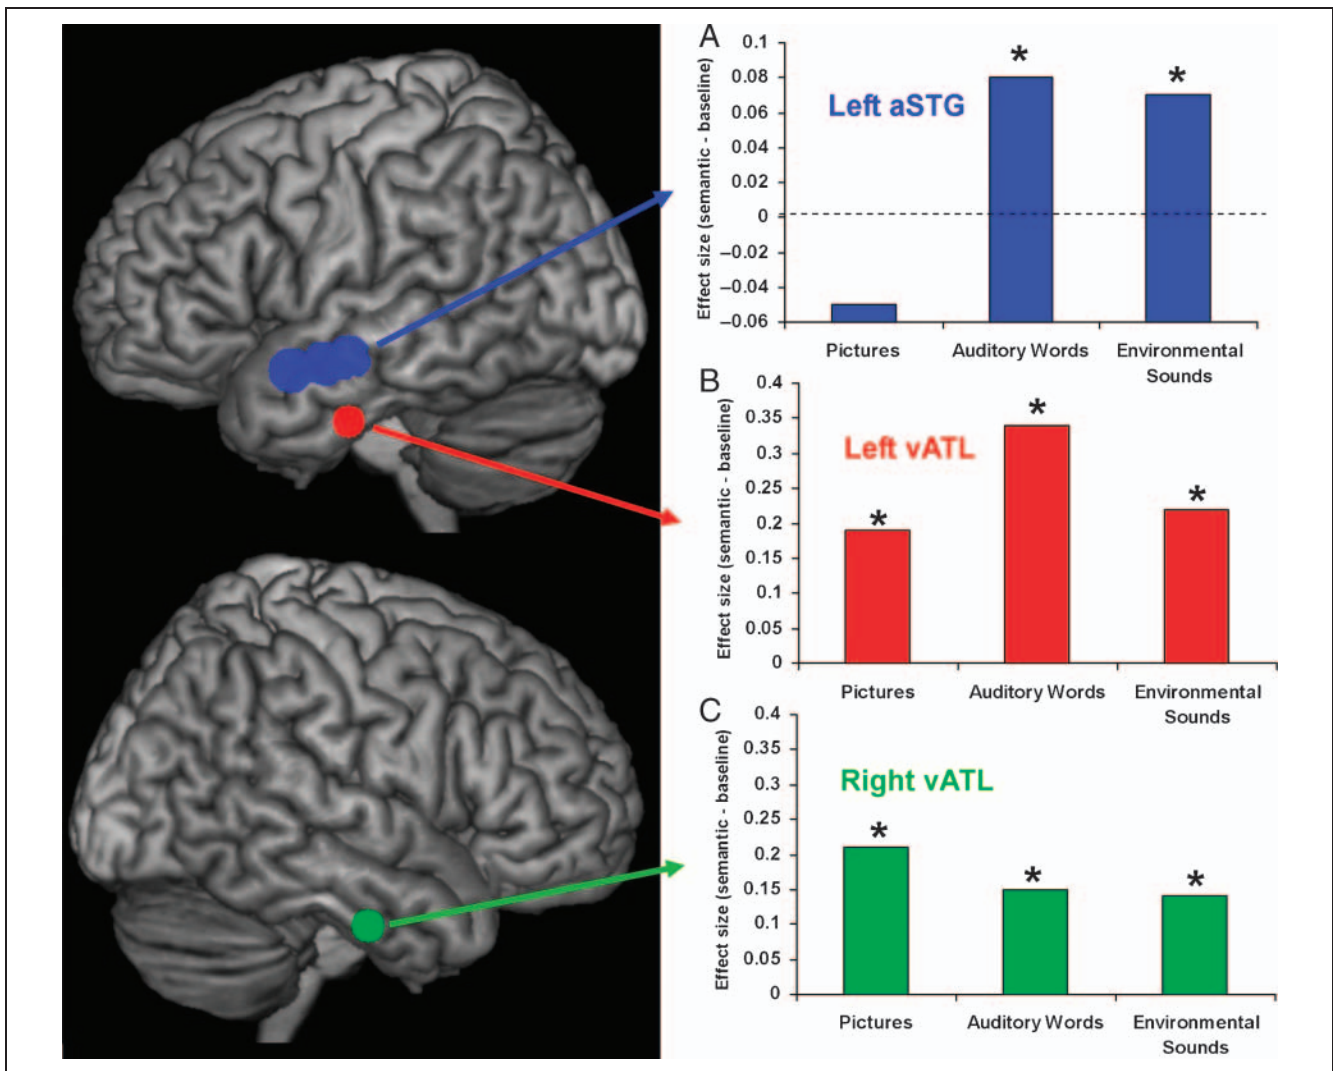 A
Effect size (semantic - baseline)
0.1
0.08
0.06
0.04
0.02
0
–0.02
–0.04
–0.06
Left aSTG
*
*
Pictures
Auditory Words
Environmental
Sounds
B
Effect size (semantic - baseline)
0.4
0.35
0.3
0.25
0.2
0.15
0.1
0.05
0
Left vATL
*
*
*
Pictures
Auditory Words
Environmental
Sounds
C
Effect size (semantic - baseline)
0.4
0.35
0.3
0.25
0.2
0.15
0.1
0.05
0
Right vATL
*
*
*
Pictures
Auditory Words
Environmental
Sounds